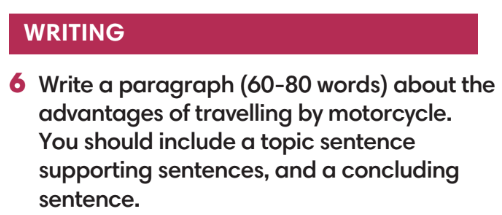 WRITING
6 Write a paragraph (60-80 words) about the
advantages of travelling by motorcycle.
You should include a topic sentence
supporting sentences, and a concluding
sentence.